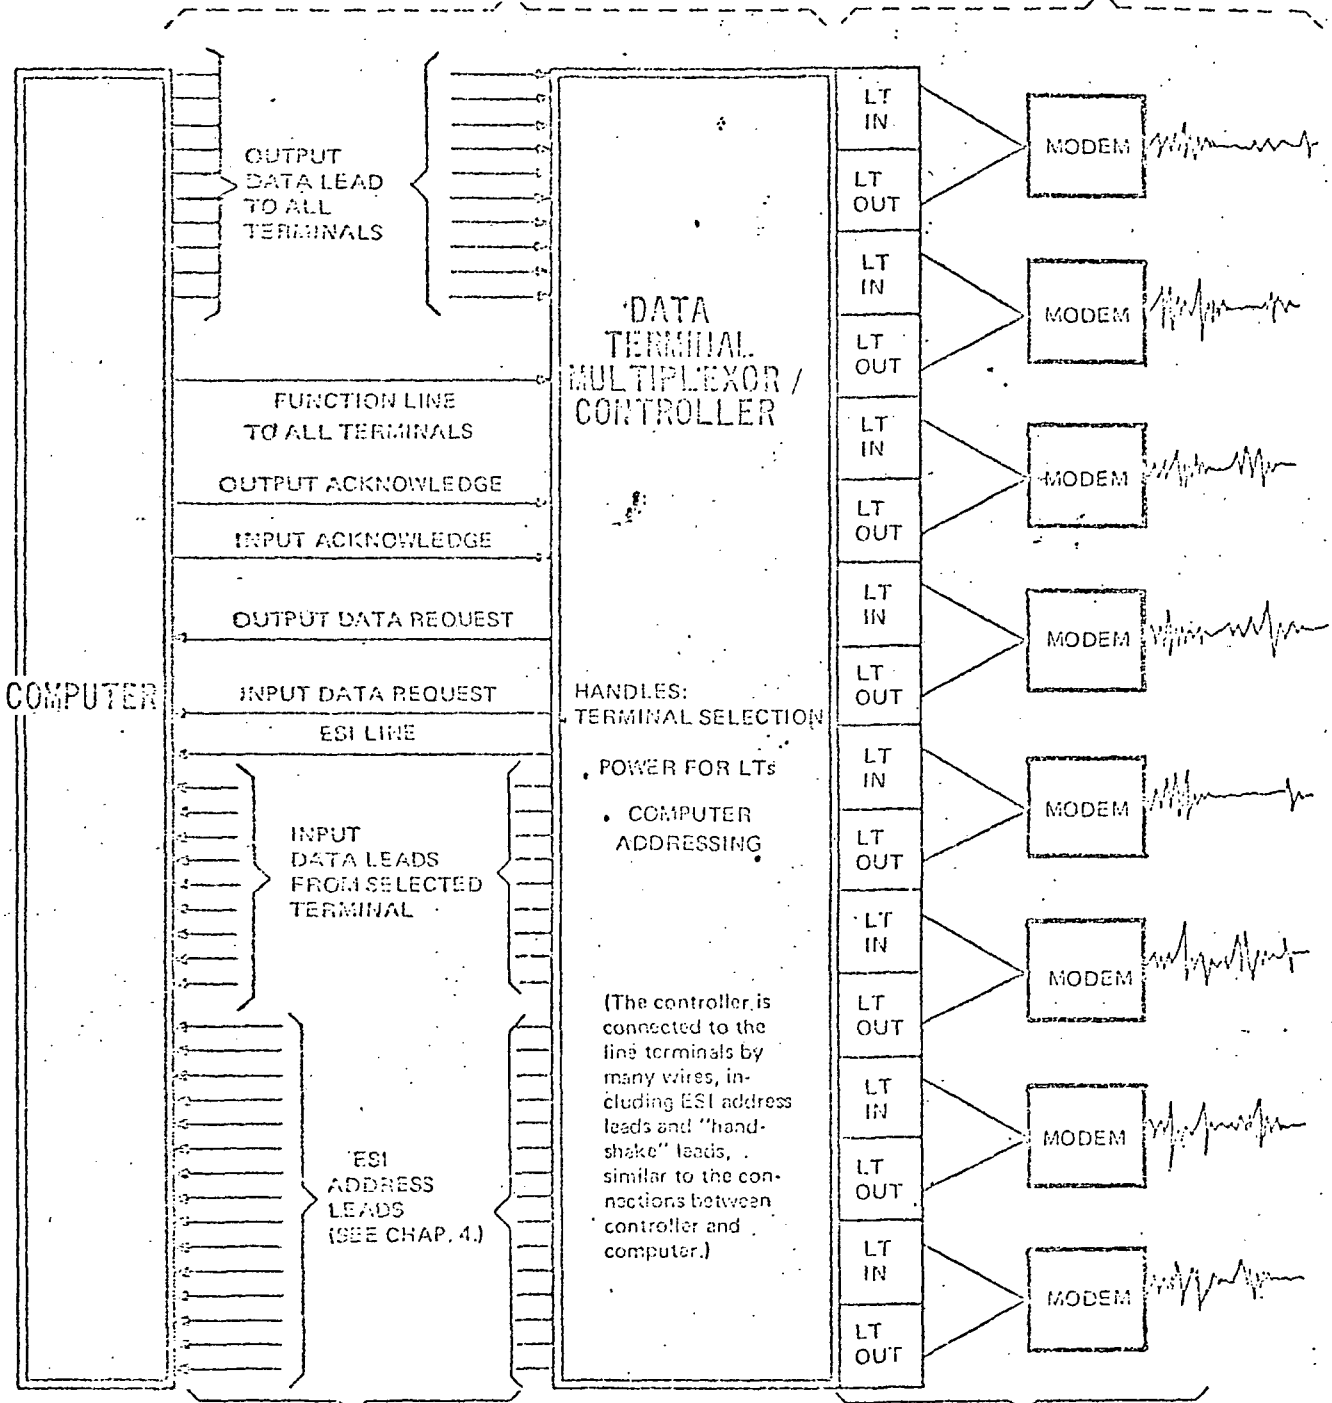 COMPUTER
OUTPUT
DATA LEAD
TO ALL
TERMINALS
FUNCTION LINE
TO ALL TERMINALS
OUTPUT ACKNOWLEDGE
INPUT ACKNOWLEDGE
OUTPUT DATA REQUEST
INPUT DATA REQUEST
ESI LINE
INPUT
DATA LEADS
FROM SELECTED
TERMINAL
ESI
ADDRESS
LEADS
(SEE CHAP. 4.)
DATA
TERMINAL
MULTIPLEXOR /
CONTROLLER
HANDLES:
TERMINAL SELECTION
POWER FOR LTs
COMPUTER
ADDRESSING
(The controller is
connected to the
line terminals by
many wires, in-
cluding ESI address
leads and "hand-
shake" leads,
similar to the con-
nections between
controller and
computer.)
LT
IN
LT
OUT
MODEM
LT
IN
LT
OUT
MODEM
LT
IN
LT
OUT
MODEM
LT
IN
LT
OUT
MODEM
LT
IN
LT
OUT
MODEM
LT
IN
LT
OUT
MODEM
LT
IN
LT
OUT
MODEM
LT
IN
LT
OUT
MODEM